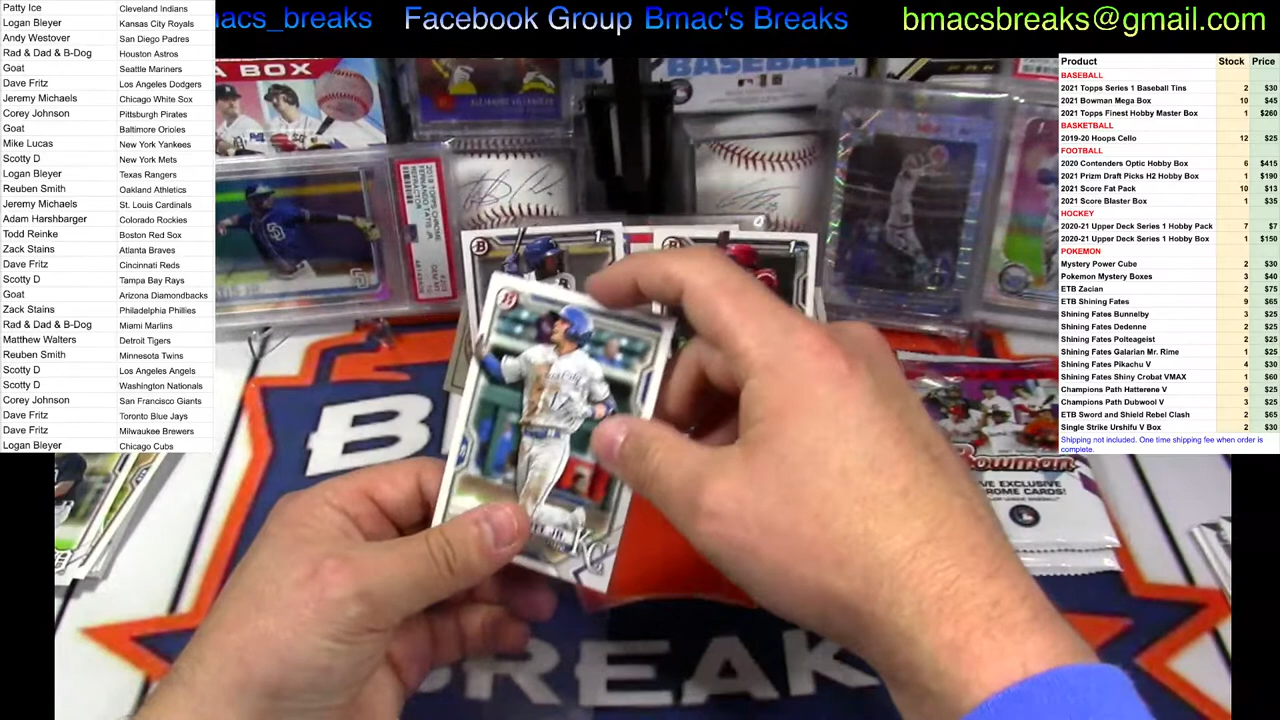 macs_breaks Facebook Group Bmac's Breaks bmacsbreaks@gmail.com
Patty Ice Cleveland Indians
Logan Bleyer Kansas City Royals
Andy Westover San Diego Padres
Rad & Dad & B-Dog Houston Astros
Goat Seattle Mariners
Dave Fritz Los Angeles Dodgers
Jeremy Michaels Chicago White Sox
Corey Johnson Pittsburgh Pirates
Goat Baltimore Orioles
Mike Lucas New York Yankees
Scotty D New York Mets
Logan Bleyer Texas Rangers
Reuben Smith Oakland Athletics
Jeremy Michaels St. Louis Cardinals
Adam Harshbarger Colorado Rockies
Todd Reinke Boston Red Sox
Zack Stains Atlanta Braves
Dave Fritz Cincinnati Reds
Scotty D Tampa Bay Rays
Goat Arizona Diamondbacks
Zack Stains Philadelphia Phillies
Rad & Dad & B-Dog Miami Marlins
Matthew Walters Detroit Tigers
Reuben Smith Minnesota Twins
Scotty D Los Angeles Angels
Scotty D Washington Nationals
Corey Johnson San Francisco Giants
Dave Fritz Toronto Blue Jays
Dave Fritz Milwaukee Brewers
Logan Bleyer Chicago Cubs
Product Stock Price
BASEBALL
2021 Topps Series 1 Baseball Tins 2 $30
2021 Bowman Mega Box 10 $45
2021 Topps Finest Hobby Master Box 1 $260
BASKETBALL
2019-20 Hoops Cello 12 $25
FOOTBALL
2020 Contenders Optic Hobby Box 6 $415
2021 Prizm Draft Picks H2 Hobby Box 1 $190
2021 Score Fat Pack 10 $13
2021 Score Blaster Box 1 $35
HOCKEY
2020-21 Upper Deck Series 1 Hobby Pack 7 $7
2020-21 Upper Deck Series 1 Hobby Box 1 $150
POKEMON
Mystery Power Cube 2 $30
Pokemon Mystery Boxes 3 $40
ETB Zacian 2 $75
ETB Shining Fates 9 $65
Shining Fates Bunnelby 3 $25
Shining Fates Dedenne 2 $25
Shining Fates Polteageist 2 $25
Shining Fates Galarian Mr. Rime 1 $25
Shining Fates Pikachu V 4 $30
Shining Fates Shiny Crobat VMAX 1 $60
Champions Path Hatterene V 9 $25
Champions Path Dubwool V 3 $25
ETB Sword and Shield Rebel Clash 2 $65
Single Strike Urshifu V Box 2 $30
Shipping not included. One time shipping fee when order is
complete.
A BOX
BASEBALL
2019 TOPPS CHROME
FERNANDO TATIS JR.
REFRACTOR
GEM MT
1st
1st
KC
Bowman
CHROME CARDS!
B
BREAK